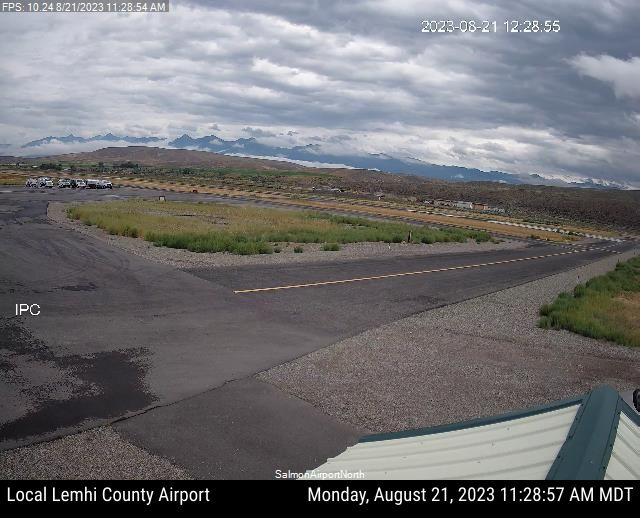 FPS: 10.24 8/21/2023 11:28:54 AM
2023-08-21 12:28:55
IPC
SalmonAirportNorth
Local Lemhi County Airport
Monday, August 21, 2023 11:28:57 AM MDT